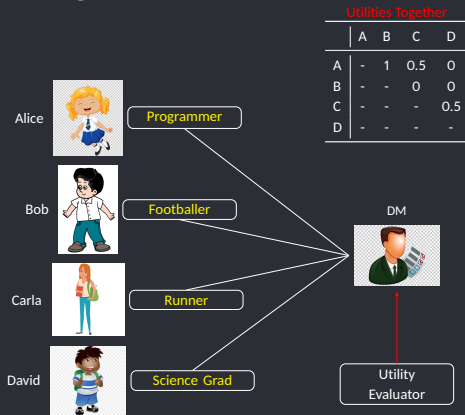 Utilities Together
A B C D
A - 1 0.5 0
B - - 0 0
C - - - 0.5
D - - - -
Alice Programmer
Bob Footballer
DM
Carla Runner
David Science Grad
Utility
Evaluator